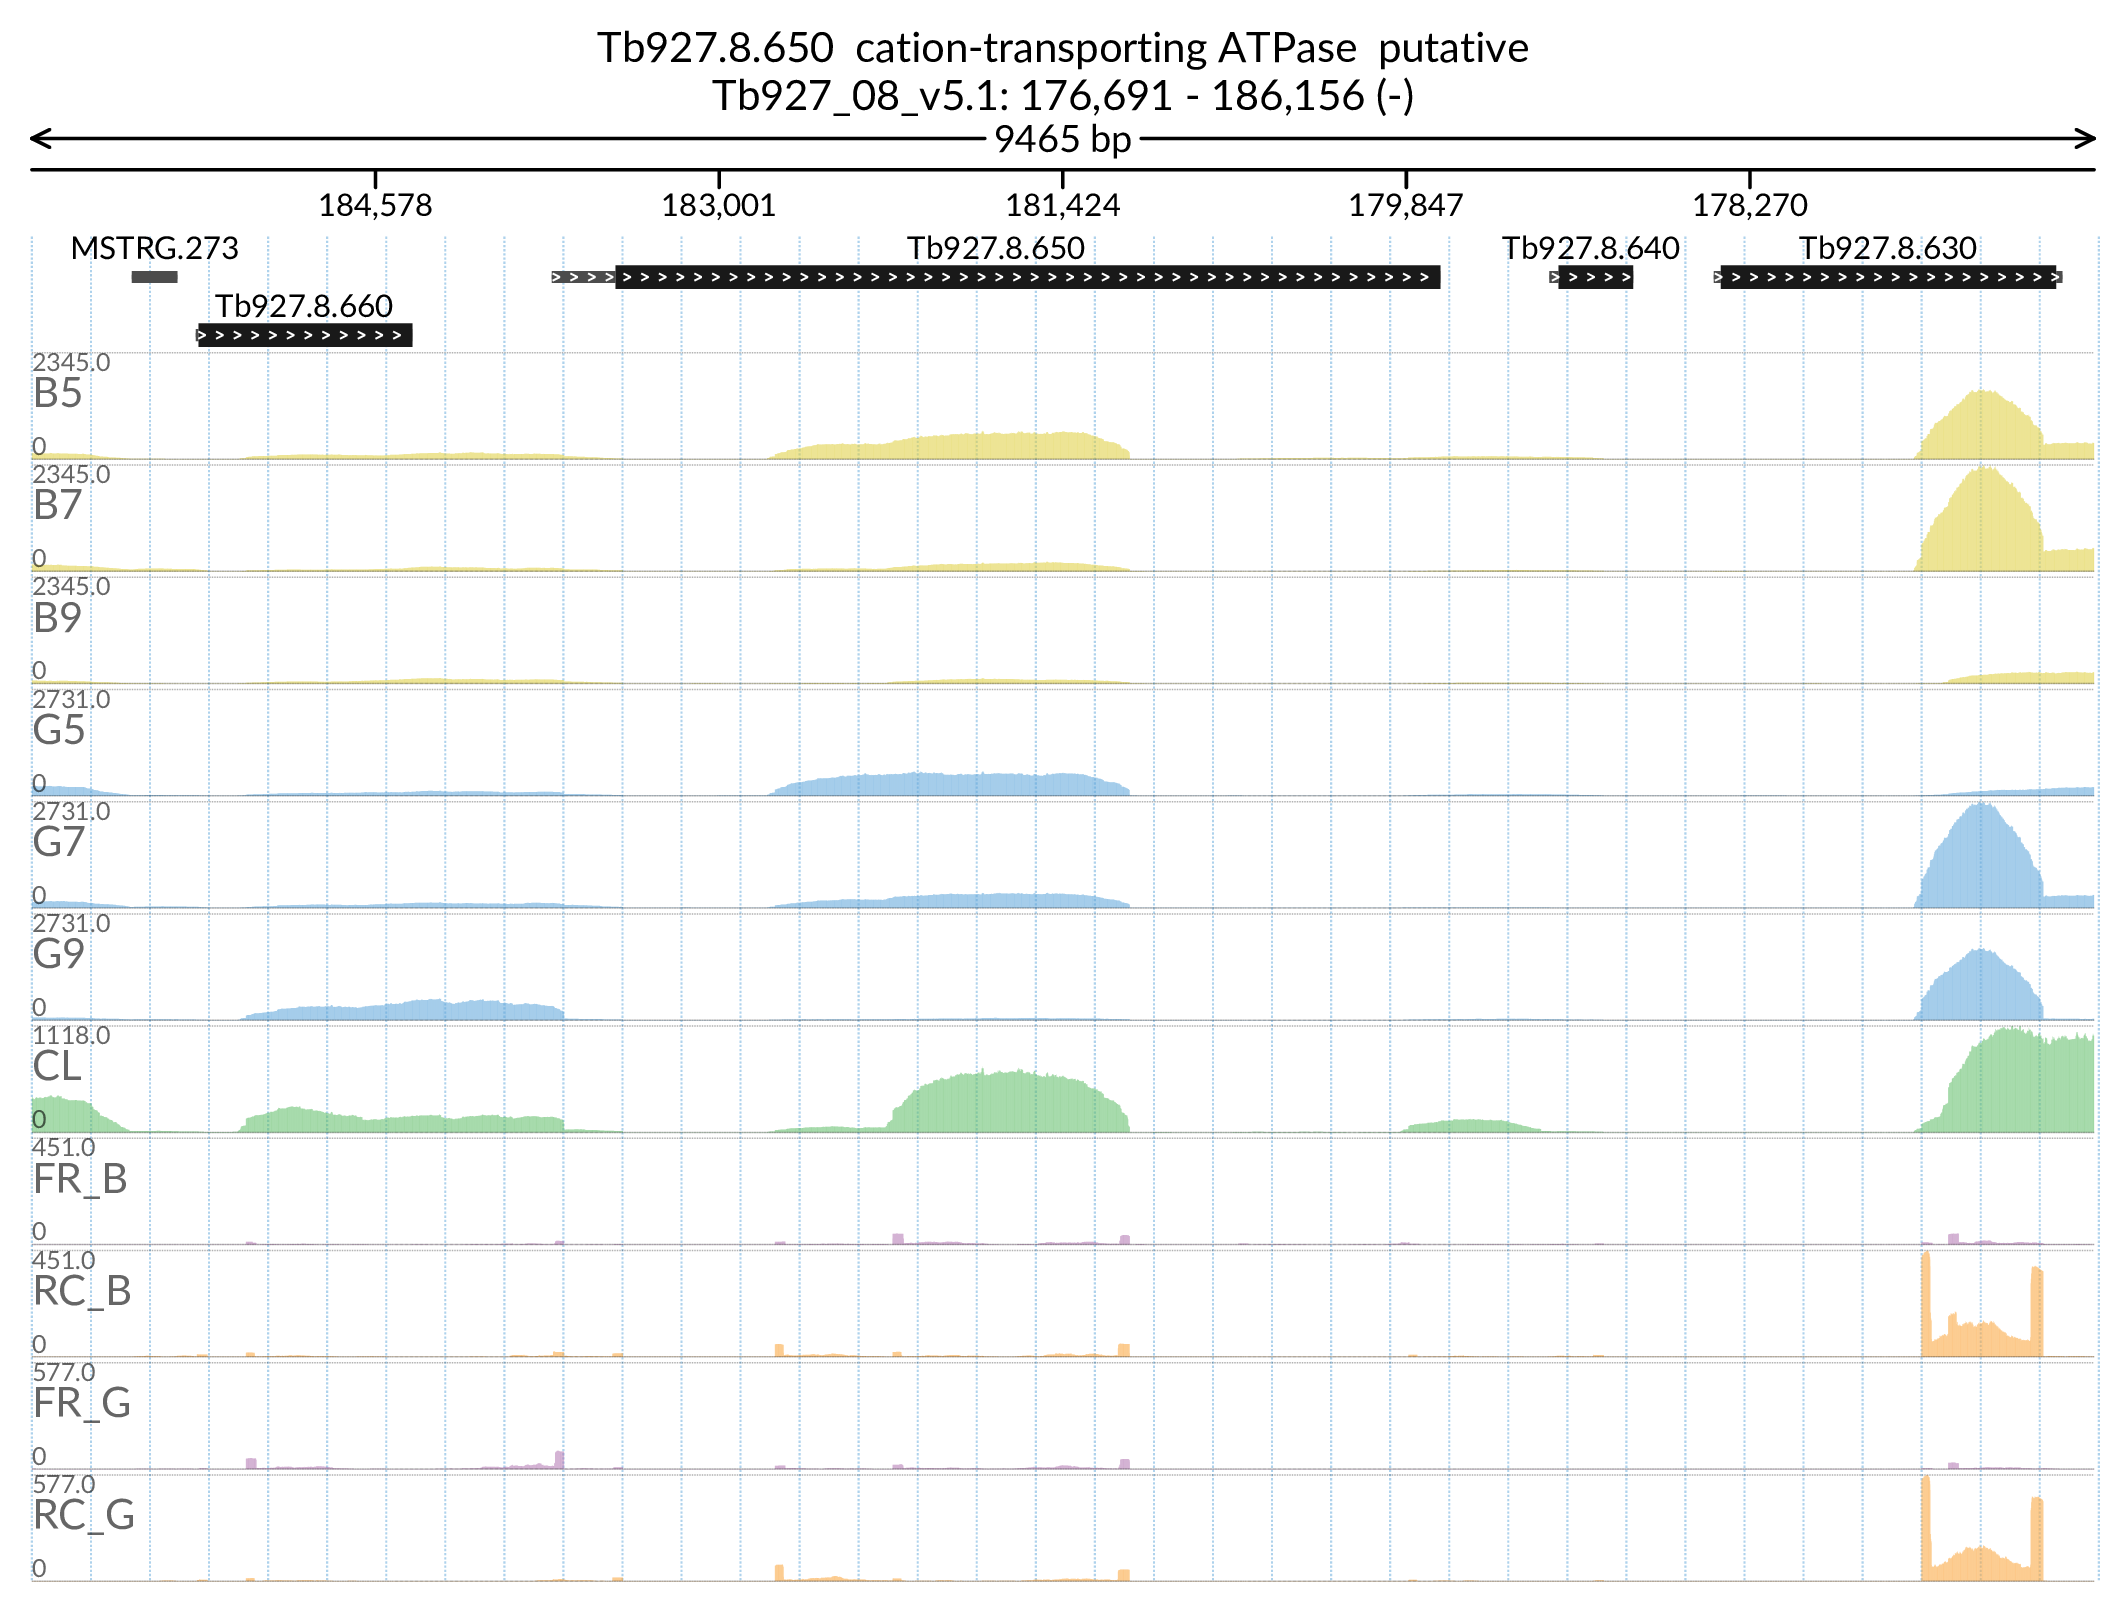 Tb927.8.650 cation-transporting ATPase putative
Tb927_08_v5.1: 176,691 - 186,156 (-)
9465 bp
184,578 183,001 181,424 179,847 178,270
MSTRG.273 Tb927.8.650 Tb927.8.640 Tb927.8.630
Tb927.8.660
2345.0
B5
0
2345.0
B7
0
2345.0
B9
0
2731.0
G5
0
2731.0
G7
0
2731.0
G9
0
1118.0
CL
0
451.0
FR_B
0
451.0
RC_B
0
577.0
FR_G
0
577.0
RC_G
0